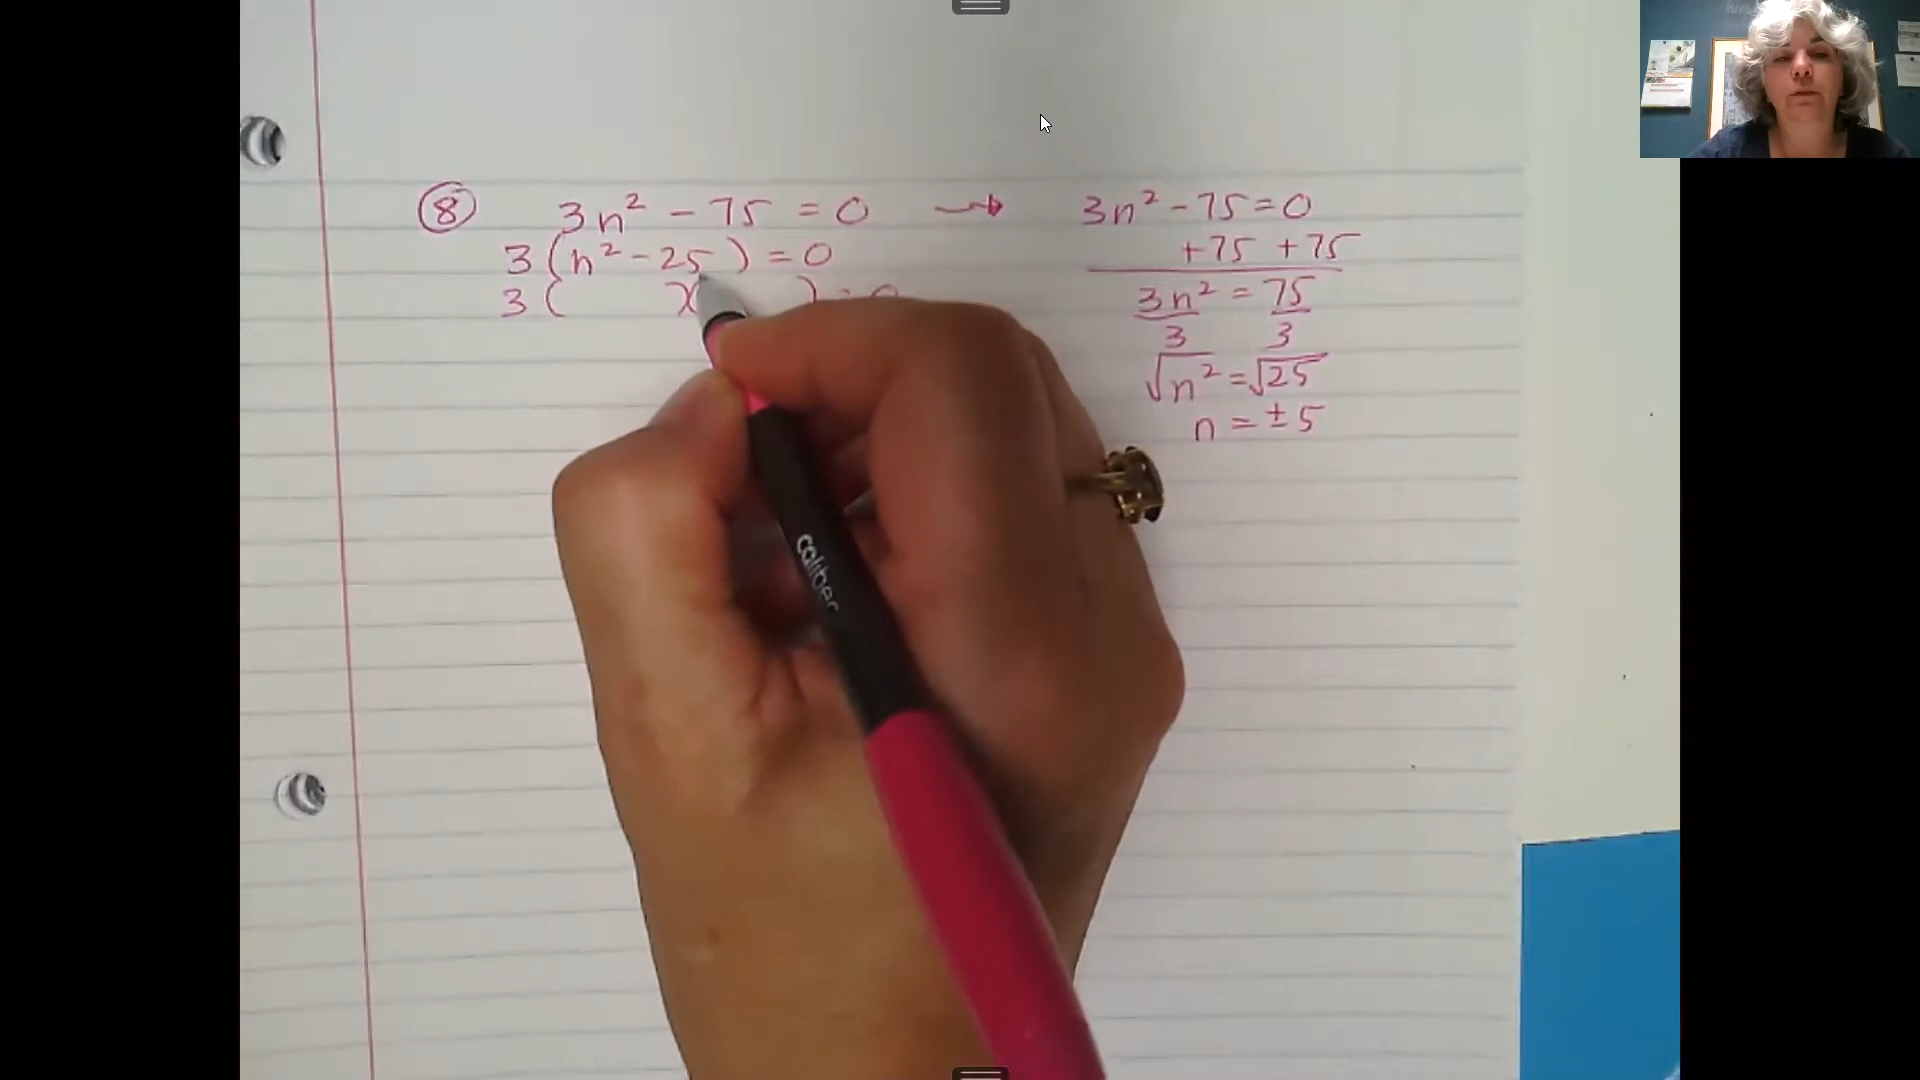 ⑧ 3n² - 75 = 0 →
3(n² - 25) = 0
3( )( ) = 0
3n² - 75 = 0
+75 +75
3n² = 75
3 3
√n² = √25
n = ± 5
caliber